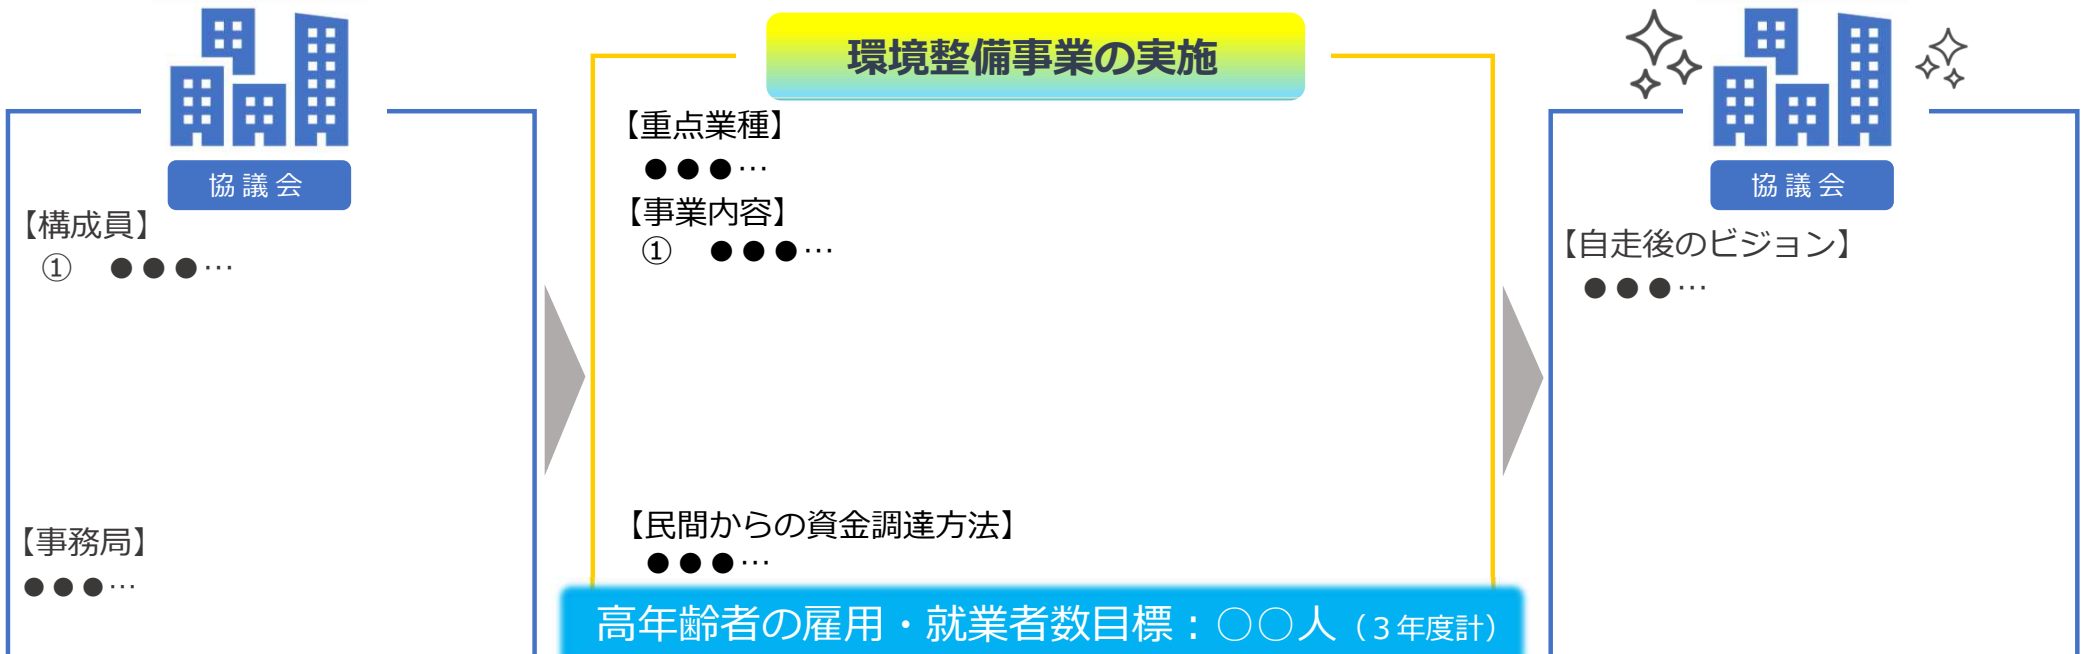 協議会
【構成員】
① ●●●…
【事務局】
●●●…
環境整備事業の実施
【重点業種】
●●●…
【事業内容】
① ●●●…
【民間からの資金調達方法】
●●●…
高年齢者の雇用・就業者数目標：○○人（３年度計）
協議会
【自走後のビジョン】
●●●…